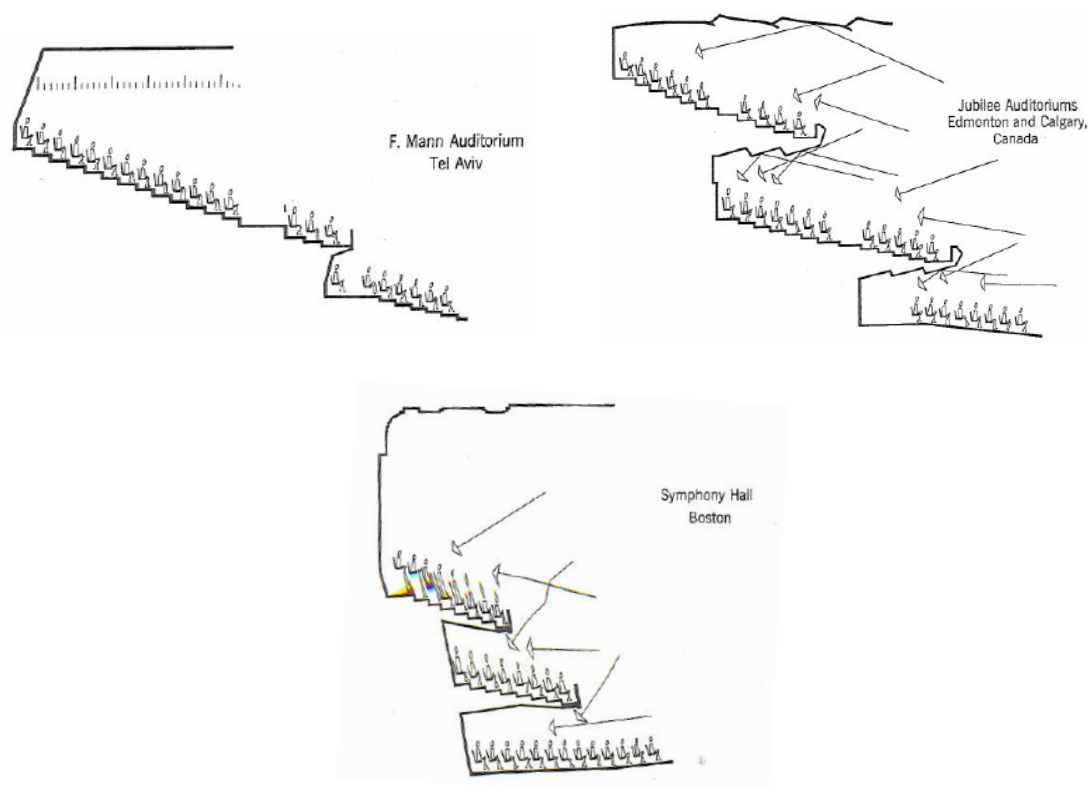 F. Mann Auditorium
Tel Aviv
Jubilee Auditoriums
Edmonton and Calgary,
Canada
Symphony Hall
Boston